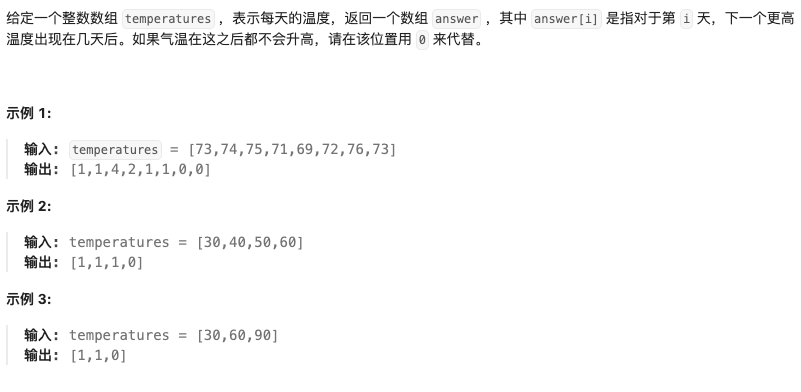 给定一个整数数组 temperatures ，表示每天的温度，返回一个数组 answer ，其中 answer[i] 是指对于第 i 天，下一个更高
温度出现在几天后。如果气温在这之后都不会升高，请在该位置用 0 来代替。
示例 1:
输入: temperatures = [73,74,75,71,69,72,76,73]
输出: [1,1,4,2,1,1,0,0]
示例 2:
输入: temperatures = [30,40,50,60]
输出: [1,1,1,0]
示例 3:
输入: temperatures = [30,60,90]
输出: [1,1,0]